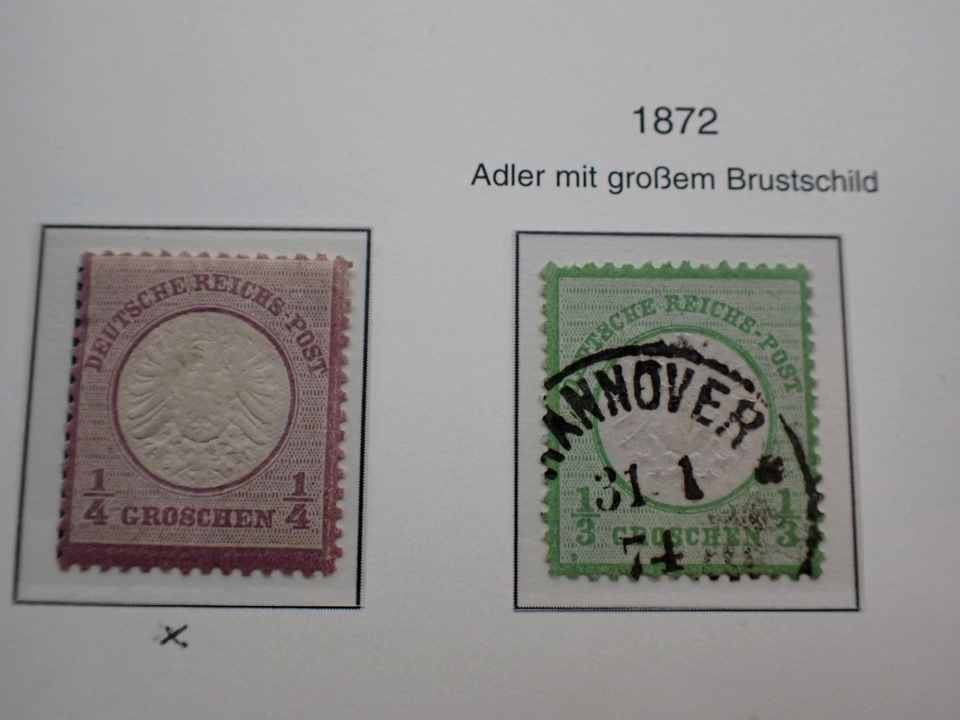 1872
Adler mit großem Brustschild
DEUTSCHE REICHS-POST
1/4 GROSCHEN 1/4
DEUTSCHE REICHS-POST
HANNOVER
31 1
74
1/3 GROSCHEN 1/3
x